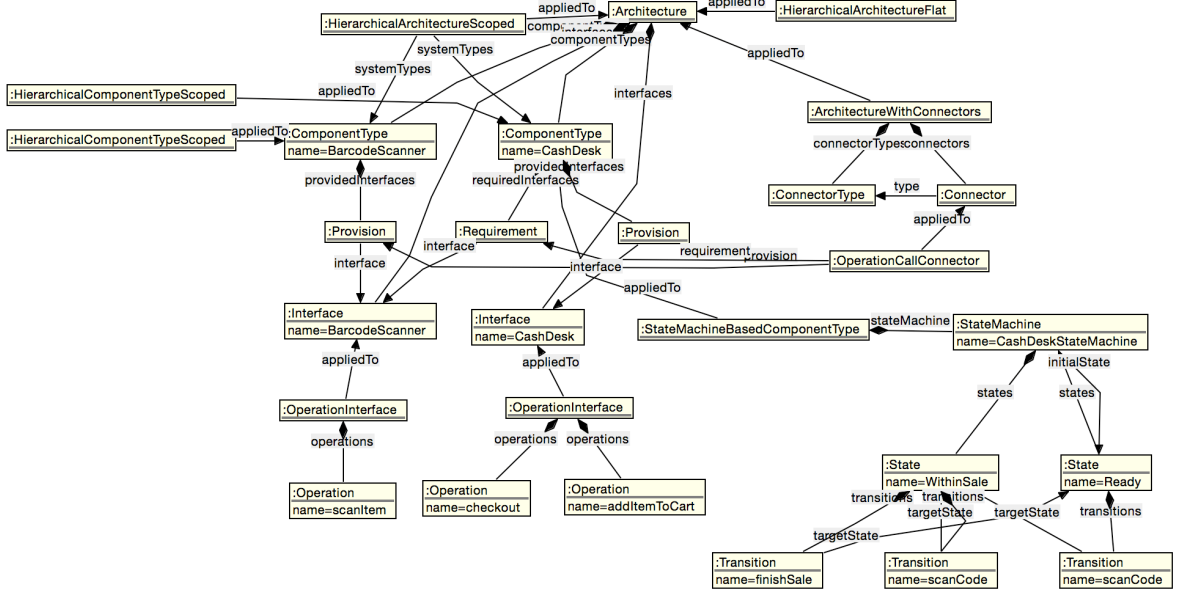 appliedTo
appliedTo
:Architecture
:HierarchicalArchitectureFlat
:HierarchicalArchitectureScoped
componentTypes
systemTypes
appliedTo
systemTypes
appliedTo
:HierarchicalComponentTypeScoped
interfaces
:ArchitectureWithConnectors
:HierarchicalComponentTypeScoped
appliedTo
:ComponentType
name=BarcodeScanner
:ComponentType
name=CashDesk
connectorTypes
connectors
providedInterfaces
providedInterfaces
requiredInterfaces
:ConnectorType
type
:Connector
appliedTo
:Provision
:Requirement
:Provision
interface
requirement
provision
interface
interface
:OperationCallConnector
appliedTo
:Interface
name=BarcodeScanner
:Interface
name=CashDesk
:StateMachineBasedComponentType
stateMachine
:StateMachine
name=CashDeskStateMachine
appliedTo
appliedTo
initialState
states
states
:OperationInterface
:OperationInterface
operations
operations
operations
:State
name=WithinSale
:State
name=Ready
:Operation
name=scanItem
:Operation
name=checkout
:Operation
name=addItemToCart
transitions
transitions
targetState
targetState
transitions
targetState
:Transition
name=finishSale
:Transition
name=scanCode
:Transition
name=scanCode